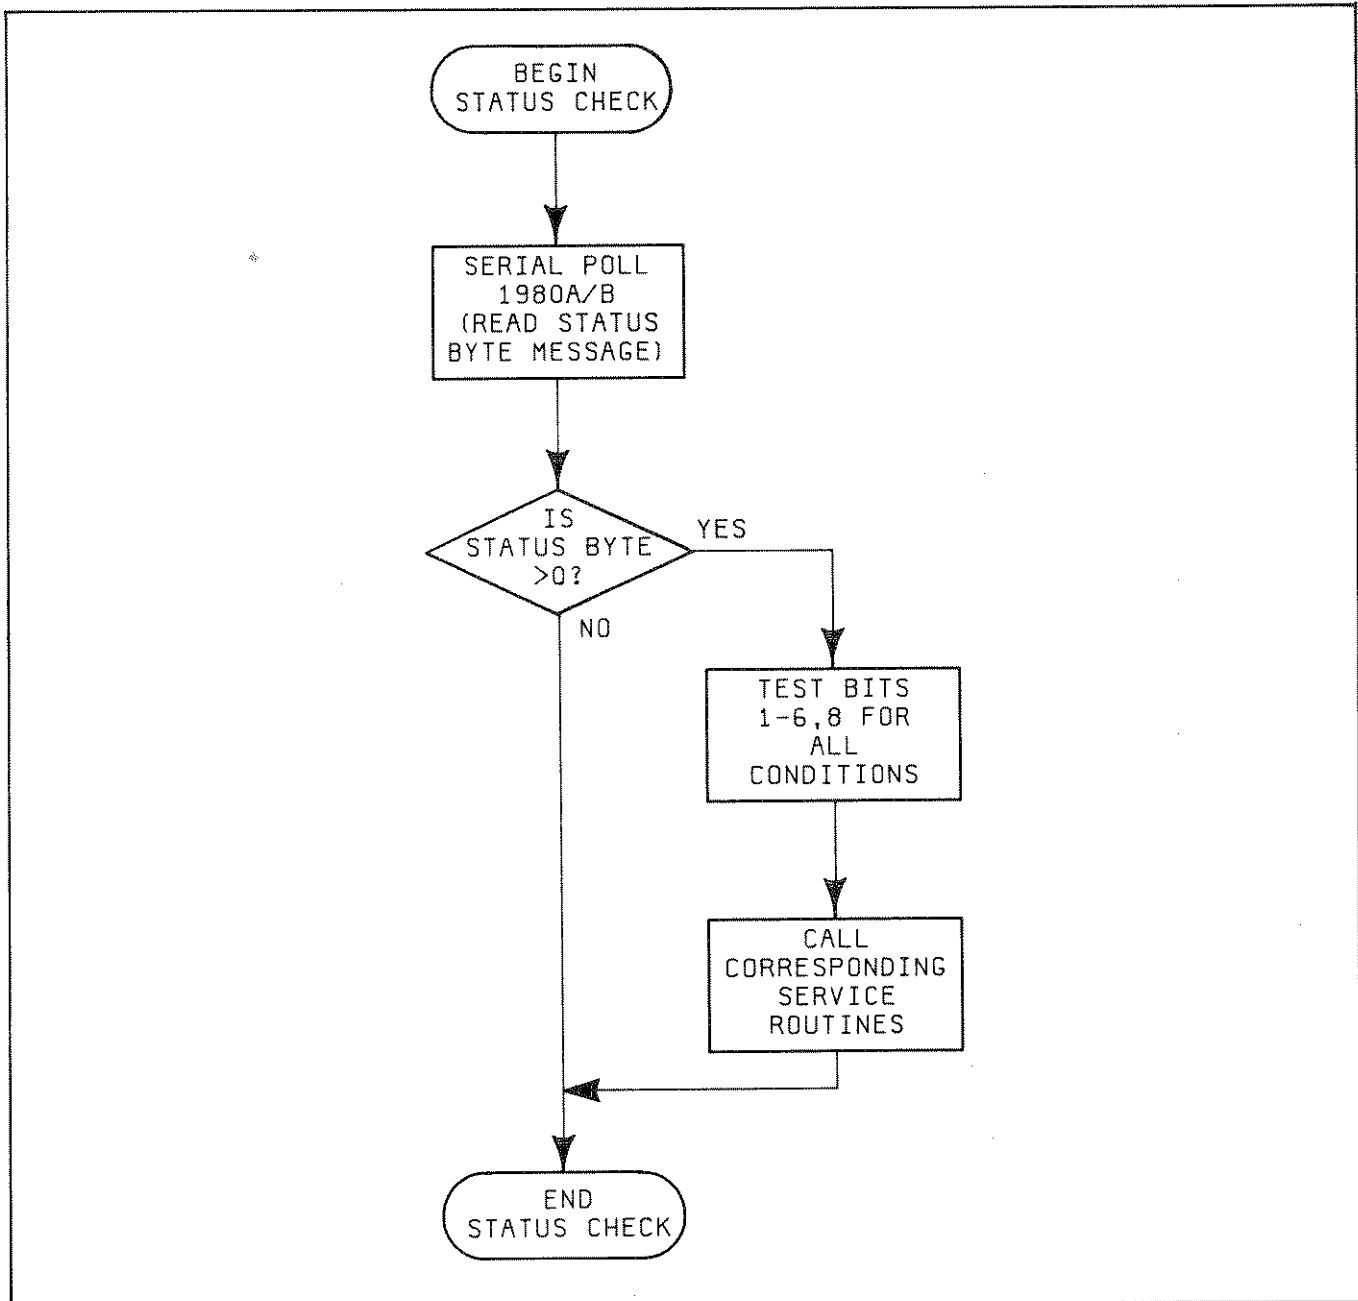 BEGIN
STATUS CHECK
SERIAL POLL
1980A/B
(READ STATUS
BYTE MESSAGE)
IS
STATUS BYTE
>0?
YES
NO
TEST BITS
1-6,8 FOR
ALL
CONDITIONS
CALL
CORRESPONDING
SERVICE
ROUTINES
END
STATUS CHECK